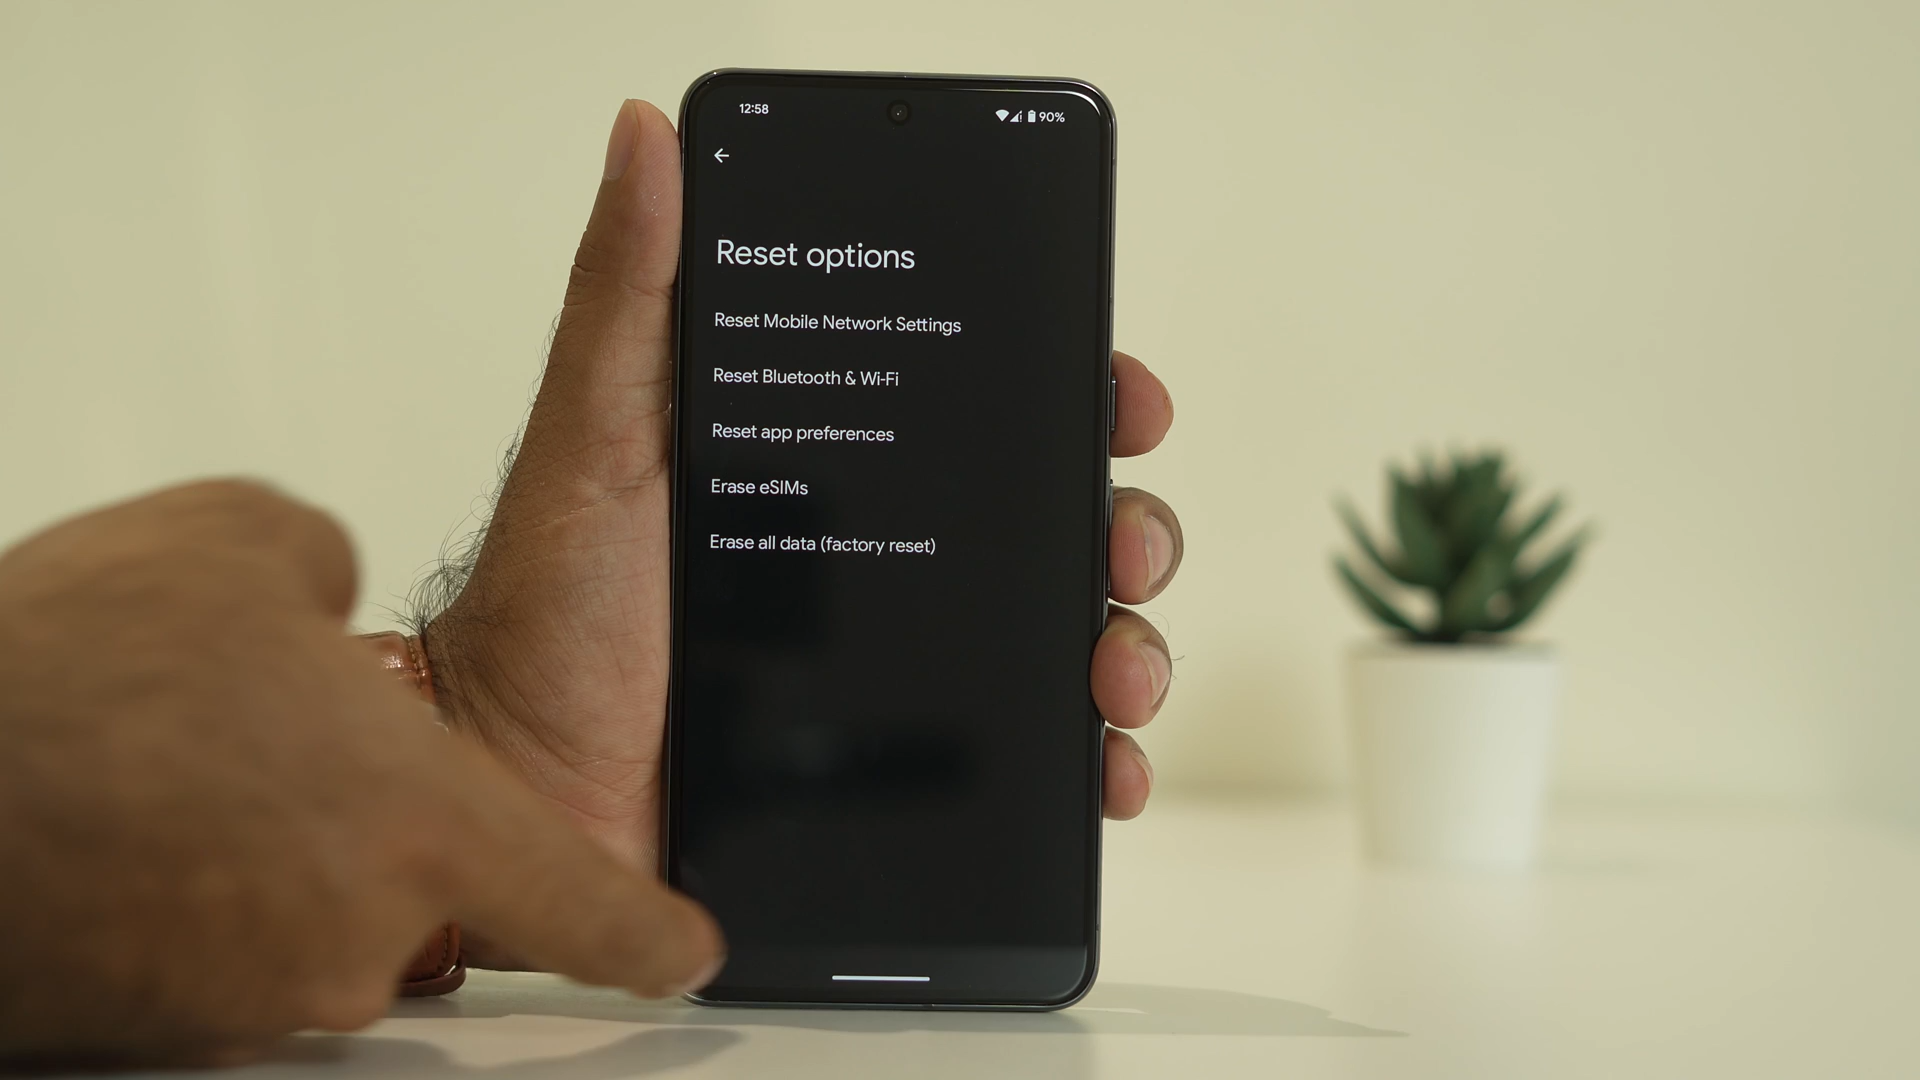 12:58
90%
Reset options
Reset Mobile Network Settings
Reset Bluetooth & Wi-Fi
Reset app preferences
Erase eSIMs
Erase all data (factory reset)